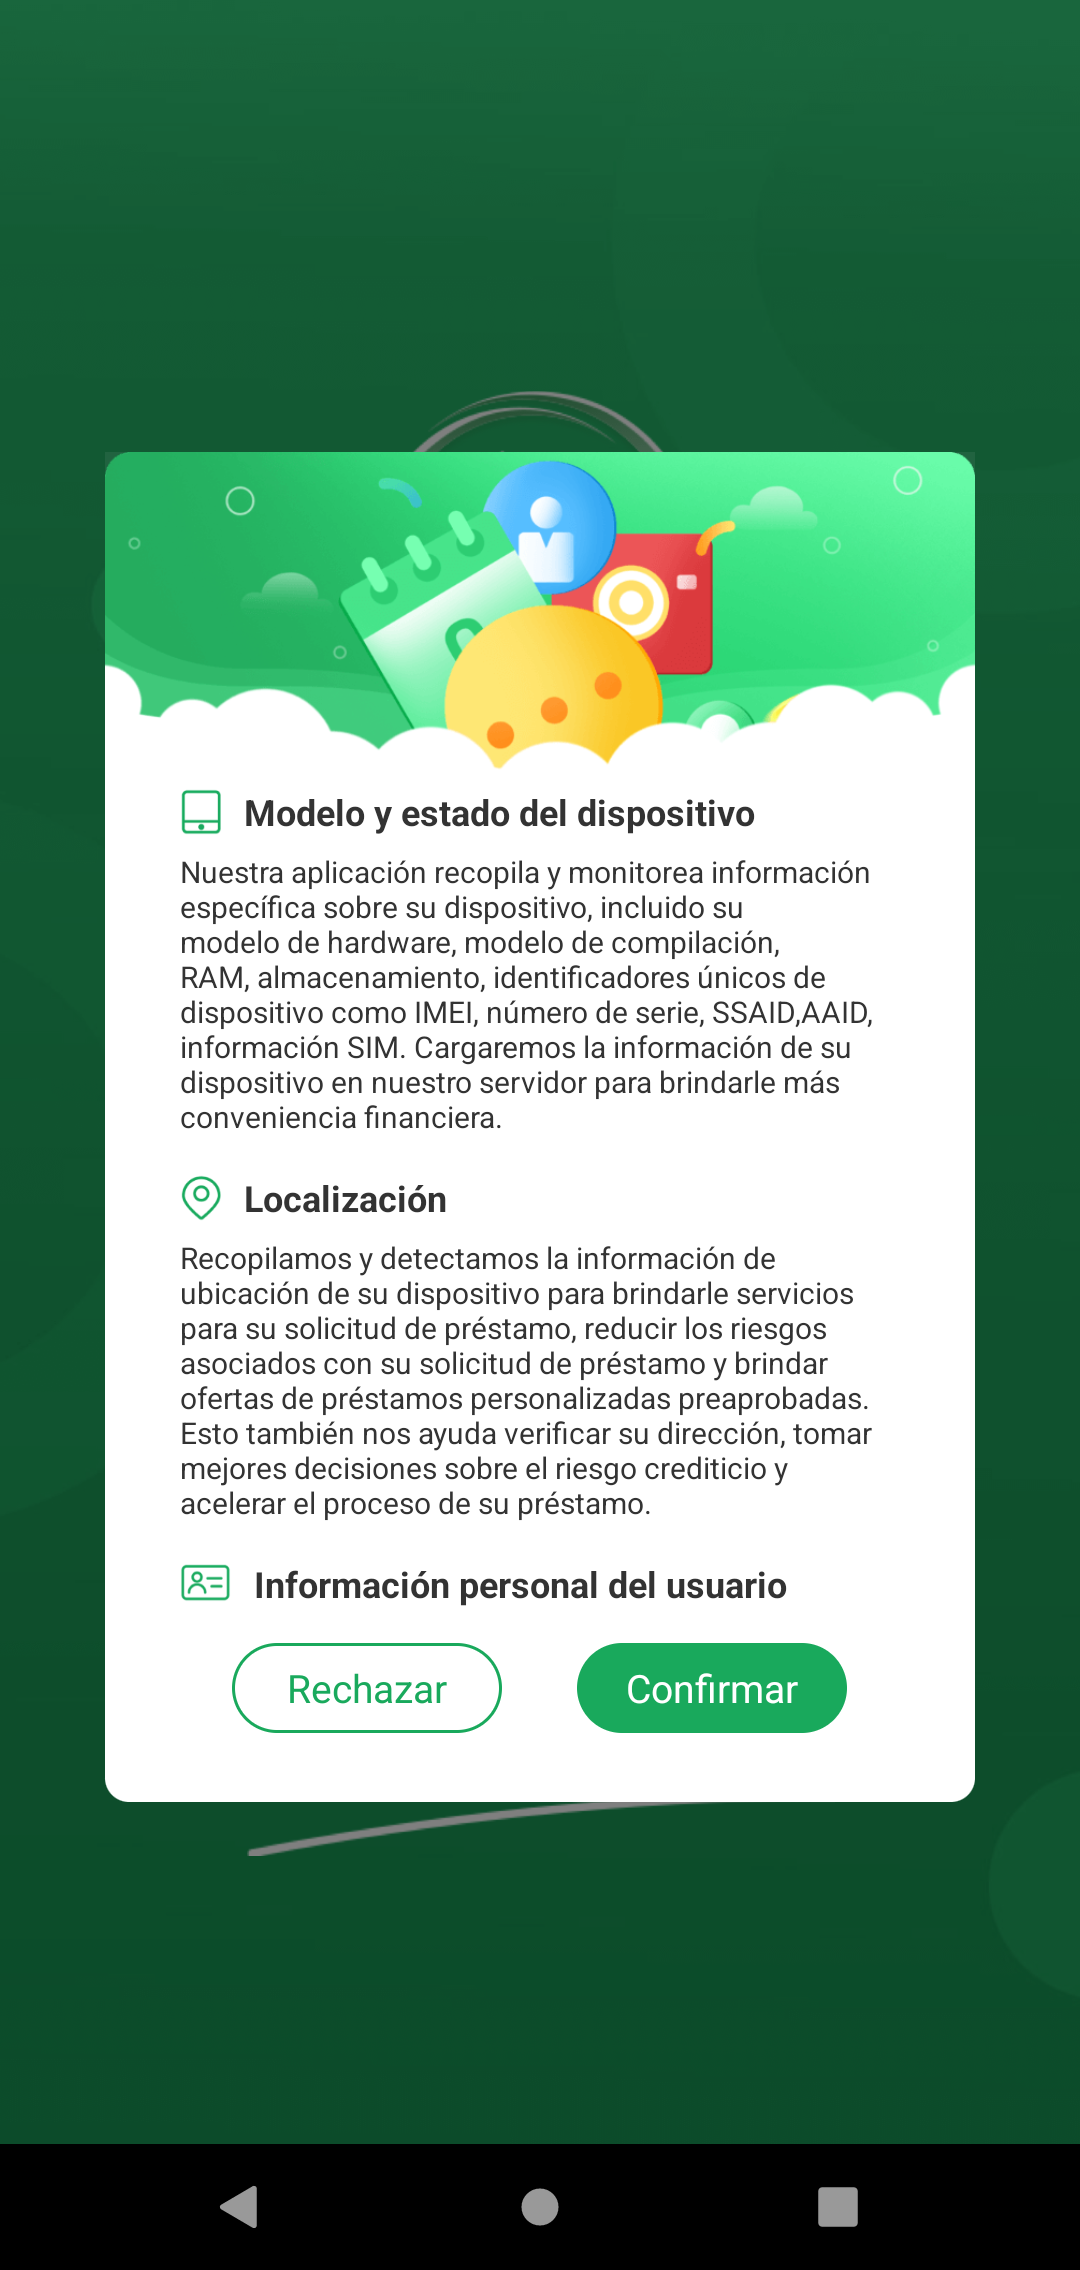 Modelo y estado del dispositivo
Nuestra aplicación recopila y monitorea información
específica sobre su dispositivo, incluido su
modelo de hardware, modelo de compilación,
RAM, almacenamiento, identificadores únicos de
dispositivo como IMEI, número de serie, SSAID,AAID,
información SIM. Cargaremos la información de su
dispositivo en nuestro servidor para brindarle más
conveniencia financiera.
Localización
Recopilamos y detectamos la información de
ubicación de su dispositivo para brindarle servicios
para su solicitud de préstamo, reducir los riesgos
asociados con su solicitud de préstamo y brindar
ofertas de préstamos personalizadas preaprobadas.
Esto también nos ayuda verificar su dirección, tomar
mejores decisiones sobre el riesgo crediticio y
acelerar el proceso de su préstamo.
Información personal del usuario
Rechazar
Confirmar